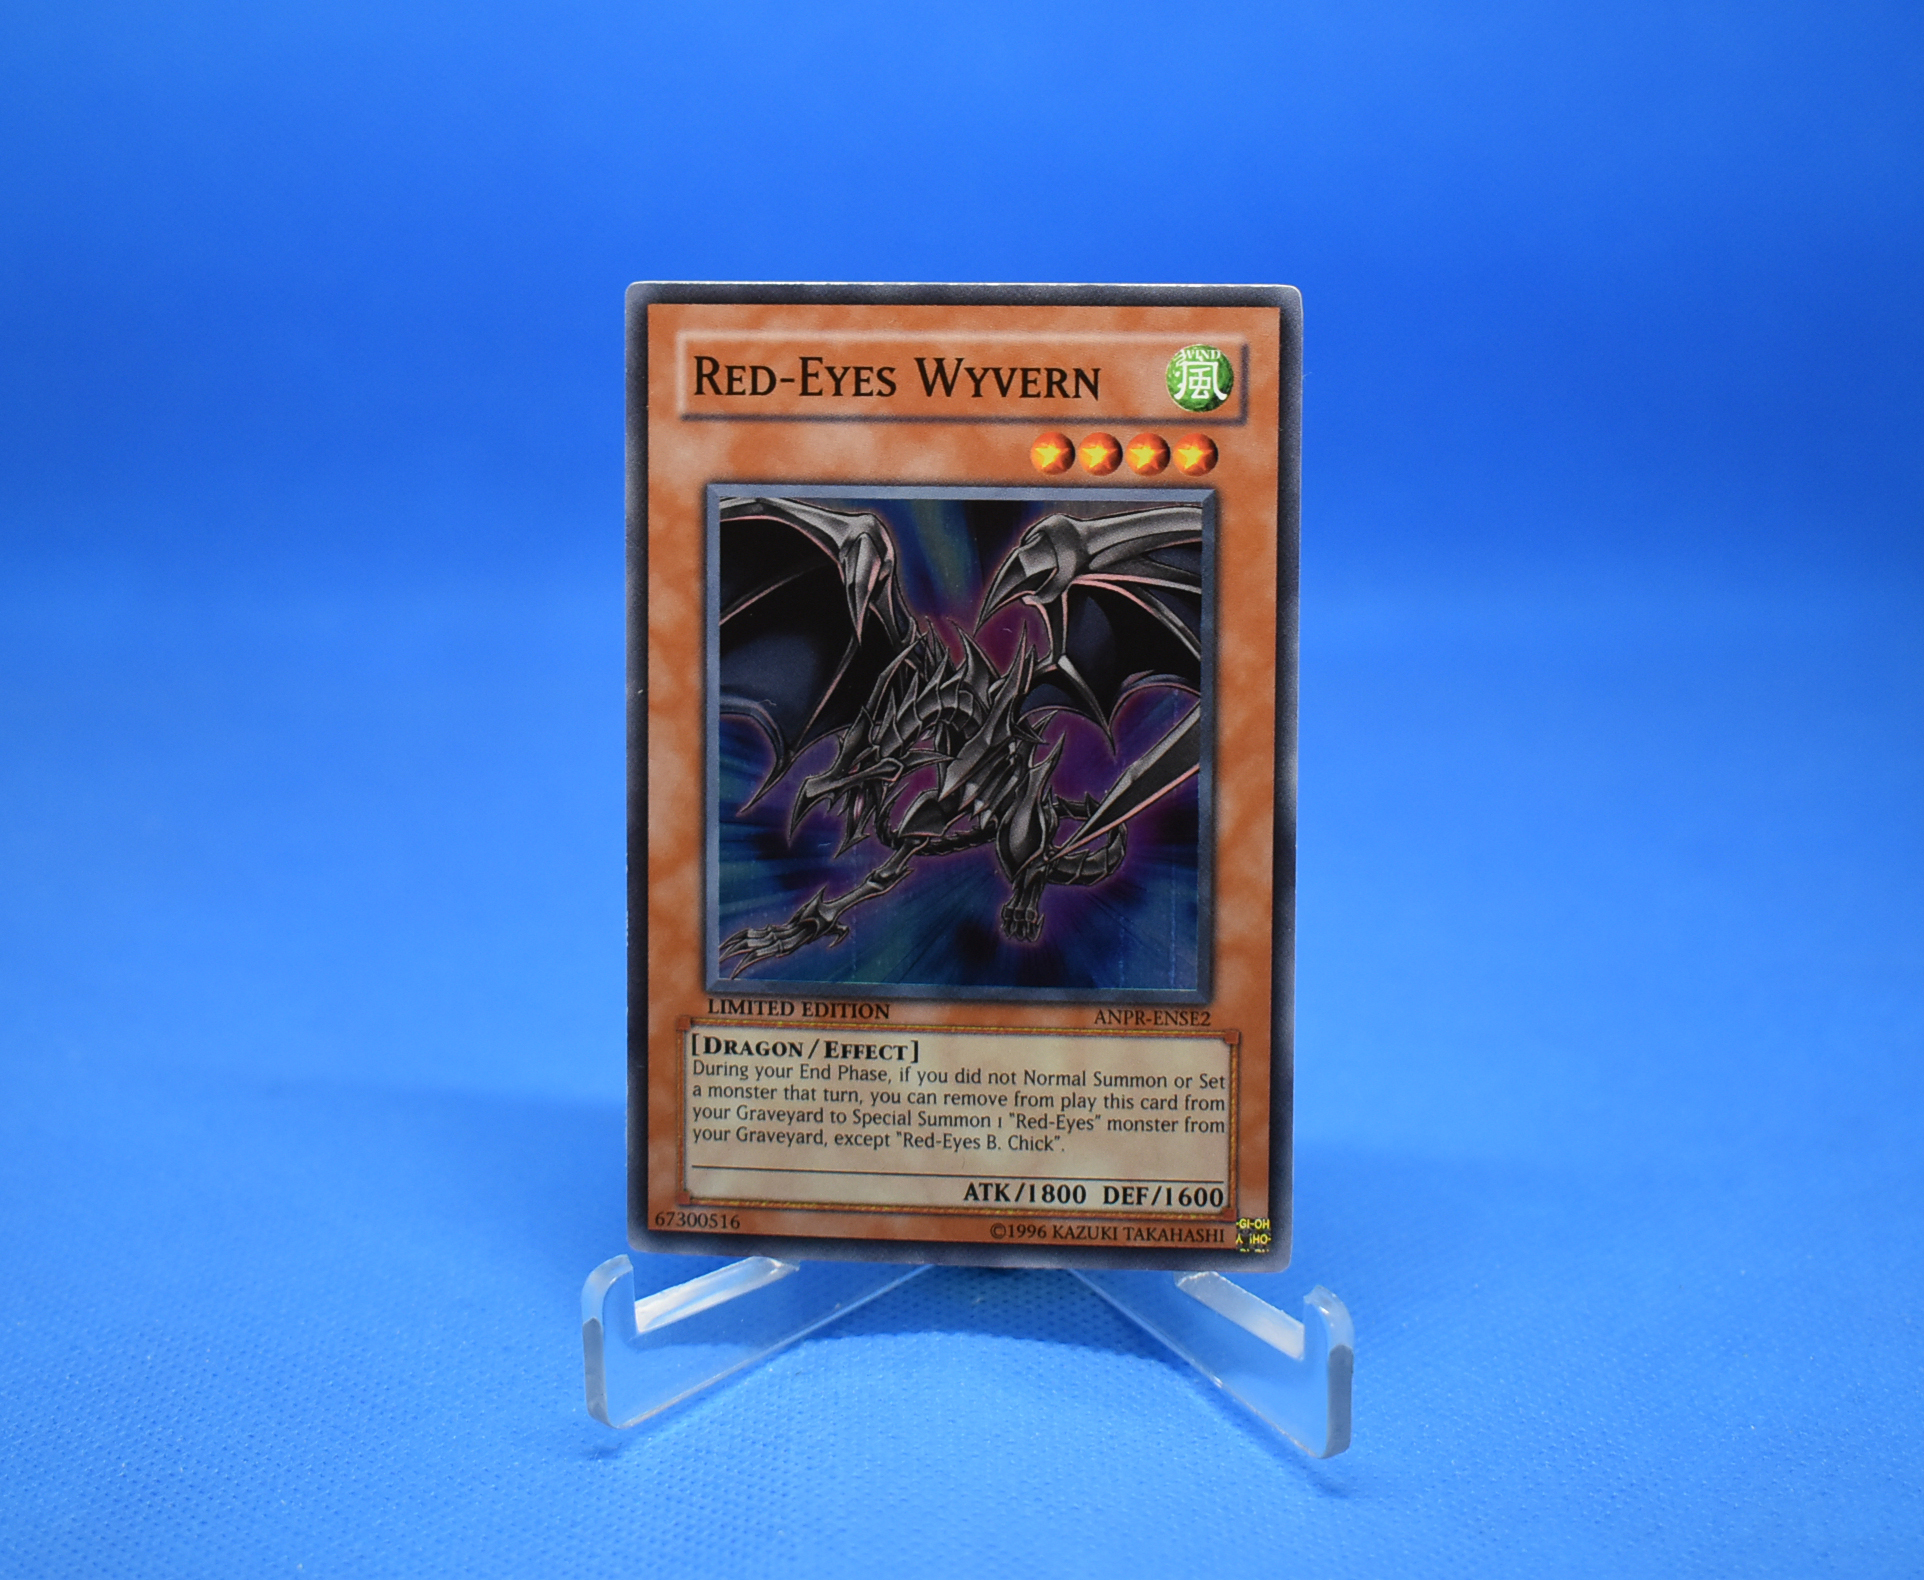 RED-EYES WYVERN
WIND
風
LIMITED EDITION
ANPR-ENSE2
[DRAGON/EFFECT]
During your End Phase, if you did not Normal Summon or Set
a monster that turn, you can remove from play this card from
your Graveyard to Special Summon 1 "Red-Eyes" monster from
your Graveyard, except "Red-Eyes B. Chick".
ATK/1800 DEF/1600
67300516
©1996 KAZUKI TAKAHASHI
-GI-OH